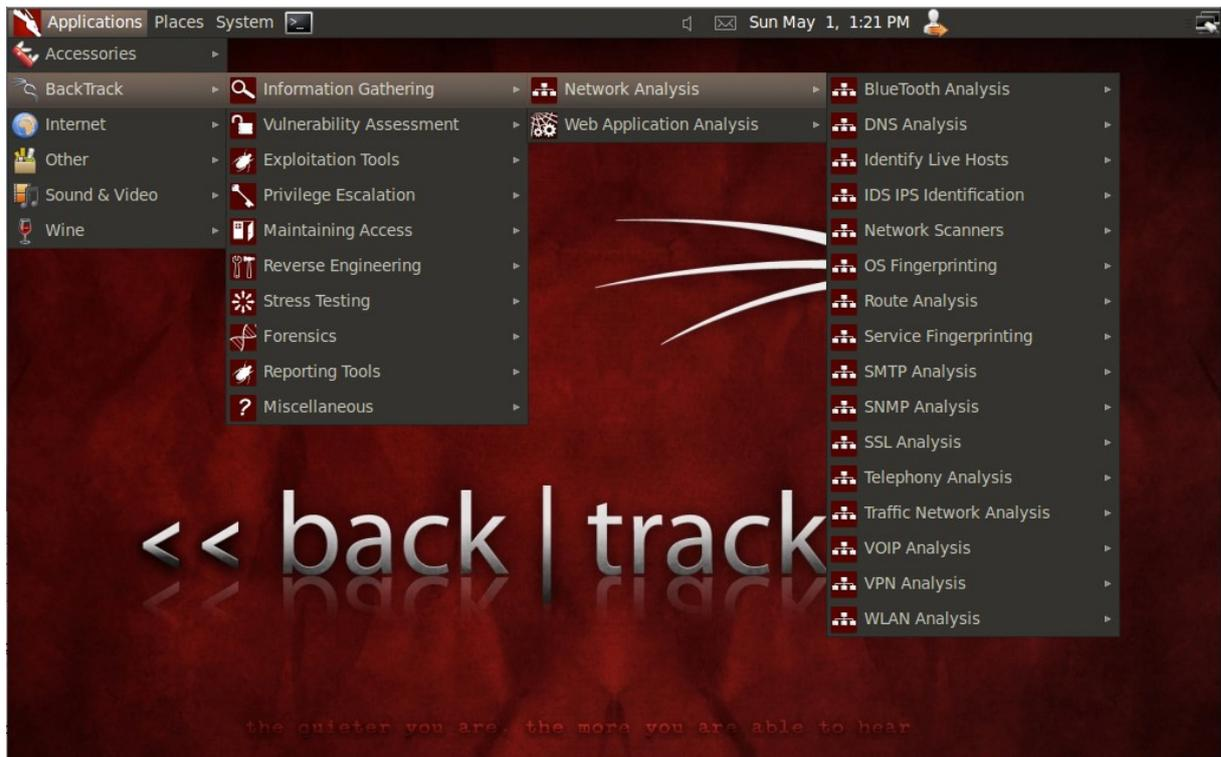 Applications Places System Sun May 1, 1:21 PM
Accessories
BackTrack
Internet
Other
Sound & Video
Wine
Information Gathering
Vulnerability Assessment
Exploitation Tools
Privilege Escalation
Maintaining Access
Reverse Engineering
Stress Testing
Forensics
Reporting Tools
Miscellaneous
Network Analysis
Web Application Analysis
BlueTooth Analysis
DNS Analysis
Identify Live Hosts
IDS IPS Identification
Network Scanners
OS Fingerprinting
Route Analysis
Service Fingerprinting
SMTP Analysis
SNMP Analysis
SSL Analysis
Telephony Analysis
Traffic Network Analysis
VOIP Analysis
VPN Analysis
WLAN Analysis
<< back | track
the quieter you are, the more you are able to hear